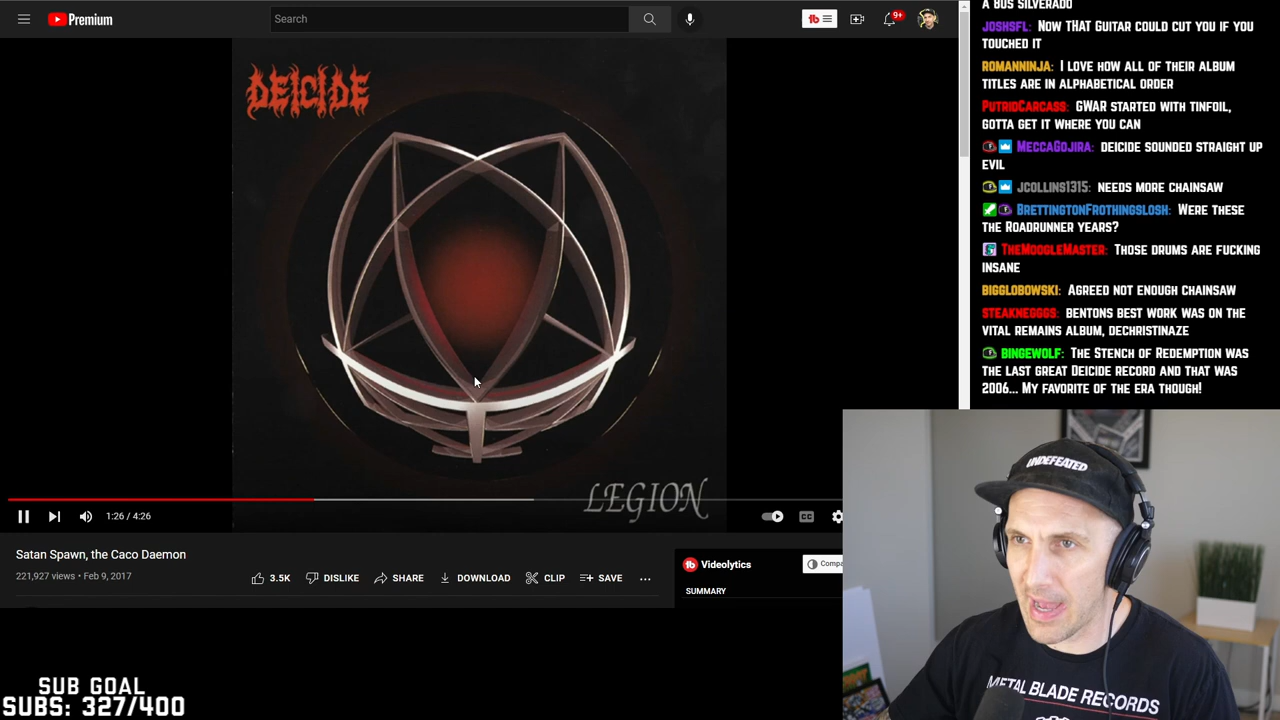 Premium
Search
9+
DEICIDE
LEGION
1:26 / 4:26
CC
Satan Spawn, the Caco Daemon
221,927 views • Feb 9, 2017
3.5K
DISLIKE
SHARE
DOWNLOAD
CLIP
SAVE
...
Videolytics
Compa
SUMMARY
SUB GOAL
SUBS: 327/400
A 80S SILVERADO
JOSHSFL: NOW THAT GUITAR COULD CUT YOU IF YOU
TOUCHED IT
ROMANNINJA: I LOVE HOW ALL OF THEIR ALBUM
TITLES ARE IN ALPHABETICAL ORDER
PUTRIDCARCASS: GWAR STARTED WITH TINFOIL,
GOTTA GET IT WHERE YOU CAN
MECCAGOJIRA: DEICIDE SOUNDED STRAIGHT UP
EVIL
JCOLLINS1315: NEEDS MORE CHAINSAW
BRETTINGTONFROTHINGSLOSH: WERE THESE
THE ROADRUNNER YEARS?
THEMOOGLEMASTER: THOSE DRUMS ARE FUCKING
INSANE
BIGGLOBOWSKI: AGREED NOT ENOUGH CHAINSAW
STEAKNEGGGS: BENTONS BEST WORK WAS ON THE
VITAL REMAINS ALBUM, DECHRISTINAZE
BINGEWOLF: THE STENCH OF REDEMPTION WAS
THE LAST GREAT DEICIDE RECORD AND THAT WAS
2006... MY FAVORITE OF THE ERA THOUGH!
UNDEFEATED
METAL BLADE RECORDS